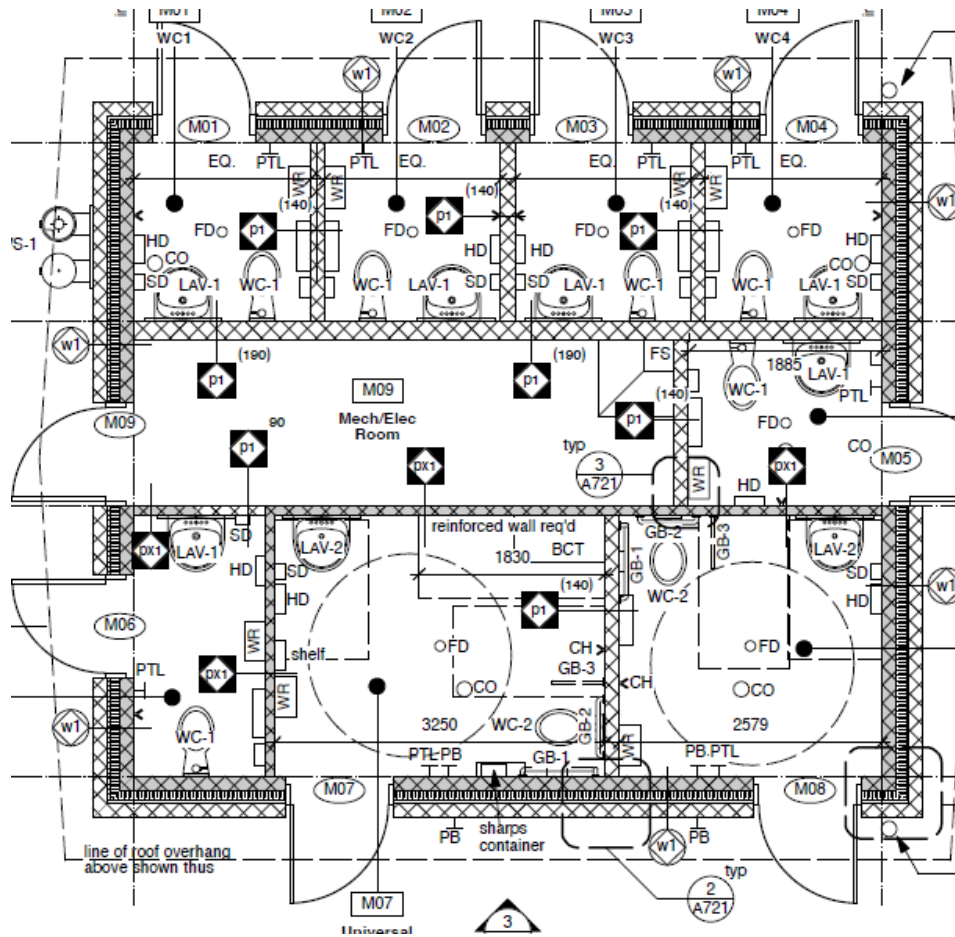 M01
M02
M04
WC1
WC2
WC3
WC4
w1
w1
M01
M02
M03
M04
EQ.
PTL
PTL
EQ.
EQ.
PTL
PTL
EQ.
WR
WR
WR
WR
(140)
(140)
(140)
w1
p1
p1
p1
FD
FD
FD
FD
S-1
HD
HD
HD
HD
CO
CO
SD
LAV-1
WC-1
WC-1
LAV-1
SD
SD
LAV-1
WC-1
WC-1
LAV-1
SD
w1
(190)
(190)
FS
1885
p1
p1
WC-1
LAV-1
M09
(140)
PTL
M09
90
Mech/Elec
Room
p1
FD
p1
typ
CO
px1
3
A721
px1
WR
M05
HD
reinforced wall req'd
GB-2
GB-3
SD
px1
LAV-1
LAV-2
1830
BCT
GB-1
LAV-2
HD
SD
(140)
WC-2
SD
w1
HD
p1
HD
M06
WR
shelf
FD
CH
FD
PTL
px1
GB-3
CH
WR
CO
CO
WC-1
3250
WC-2
GB-2
2579
w1
WR
PTL
PB
GB-1
PB
PTL
M07
M08
PB
sharps
container
PB
w1
line of roof overhang
above shown thus
typ
2
A721
M07
3
Universal